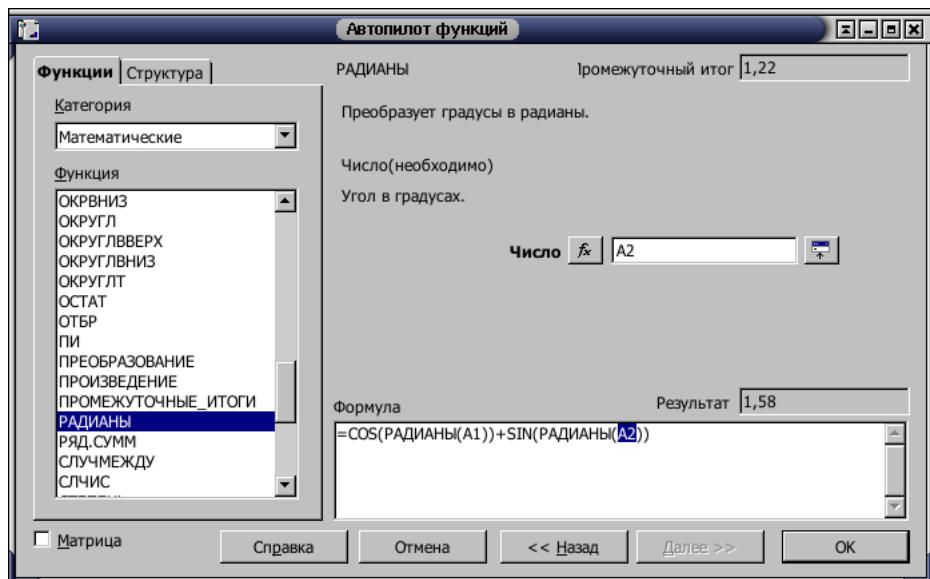 Автопилот функций
Функции
Структура
РАДИАНЫ
Промежуточный итог 1,22
Категория
Математические
Преобразует градусы в радианы.
Функция
Число(необходимо)
Угол в градусах.
ОКРВНИЗ
ОКРУГЛ
ОКРУГЛВВЕРХ
ОКРУГЛВНИЗ
ОКРУГЛТ
ОСТАТ
ОТБР
ПИ
ПРЕОБРАЗОВАНИЕ
ПРОИЗВЕДЕНИЕ
ПРОМЕЖУТОЧНЫЕ_ИТОГИ
РАДИАНЫ
РЯД.СУММ
СЛУЧМЕЖДУ
СЛЧИС
Число fx A2
Формула
Результат 1,58
=COS(РАДИАНЫ(A1))+SIN(РАДИАНЫ(A2))
Матрица
Справка
Отмена
<< Назад
Далее >>
OK